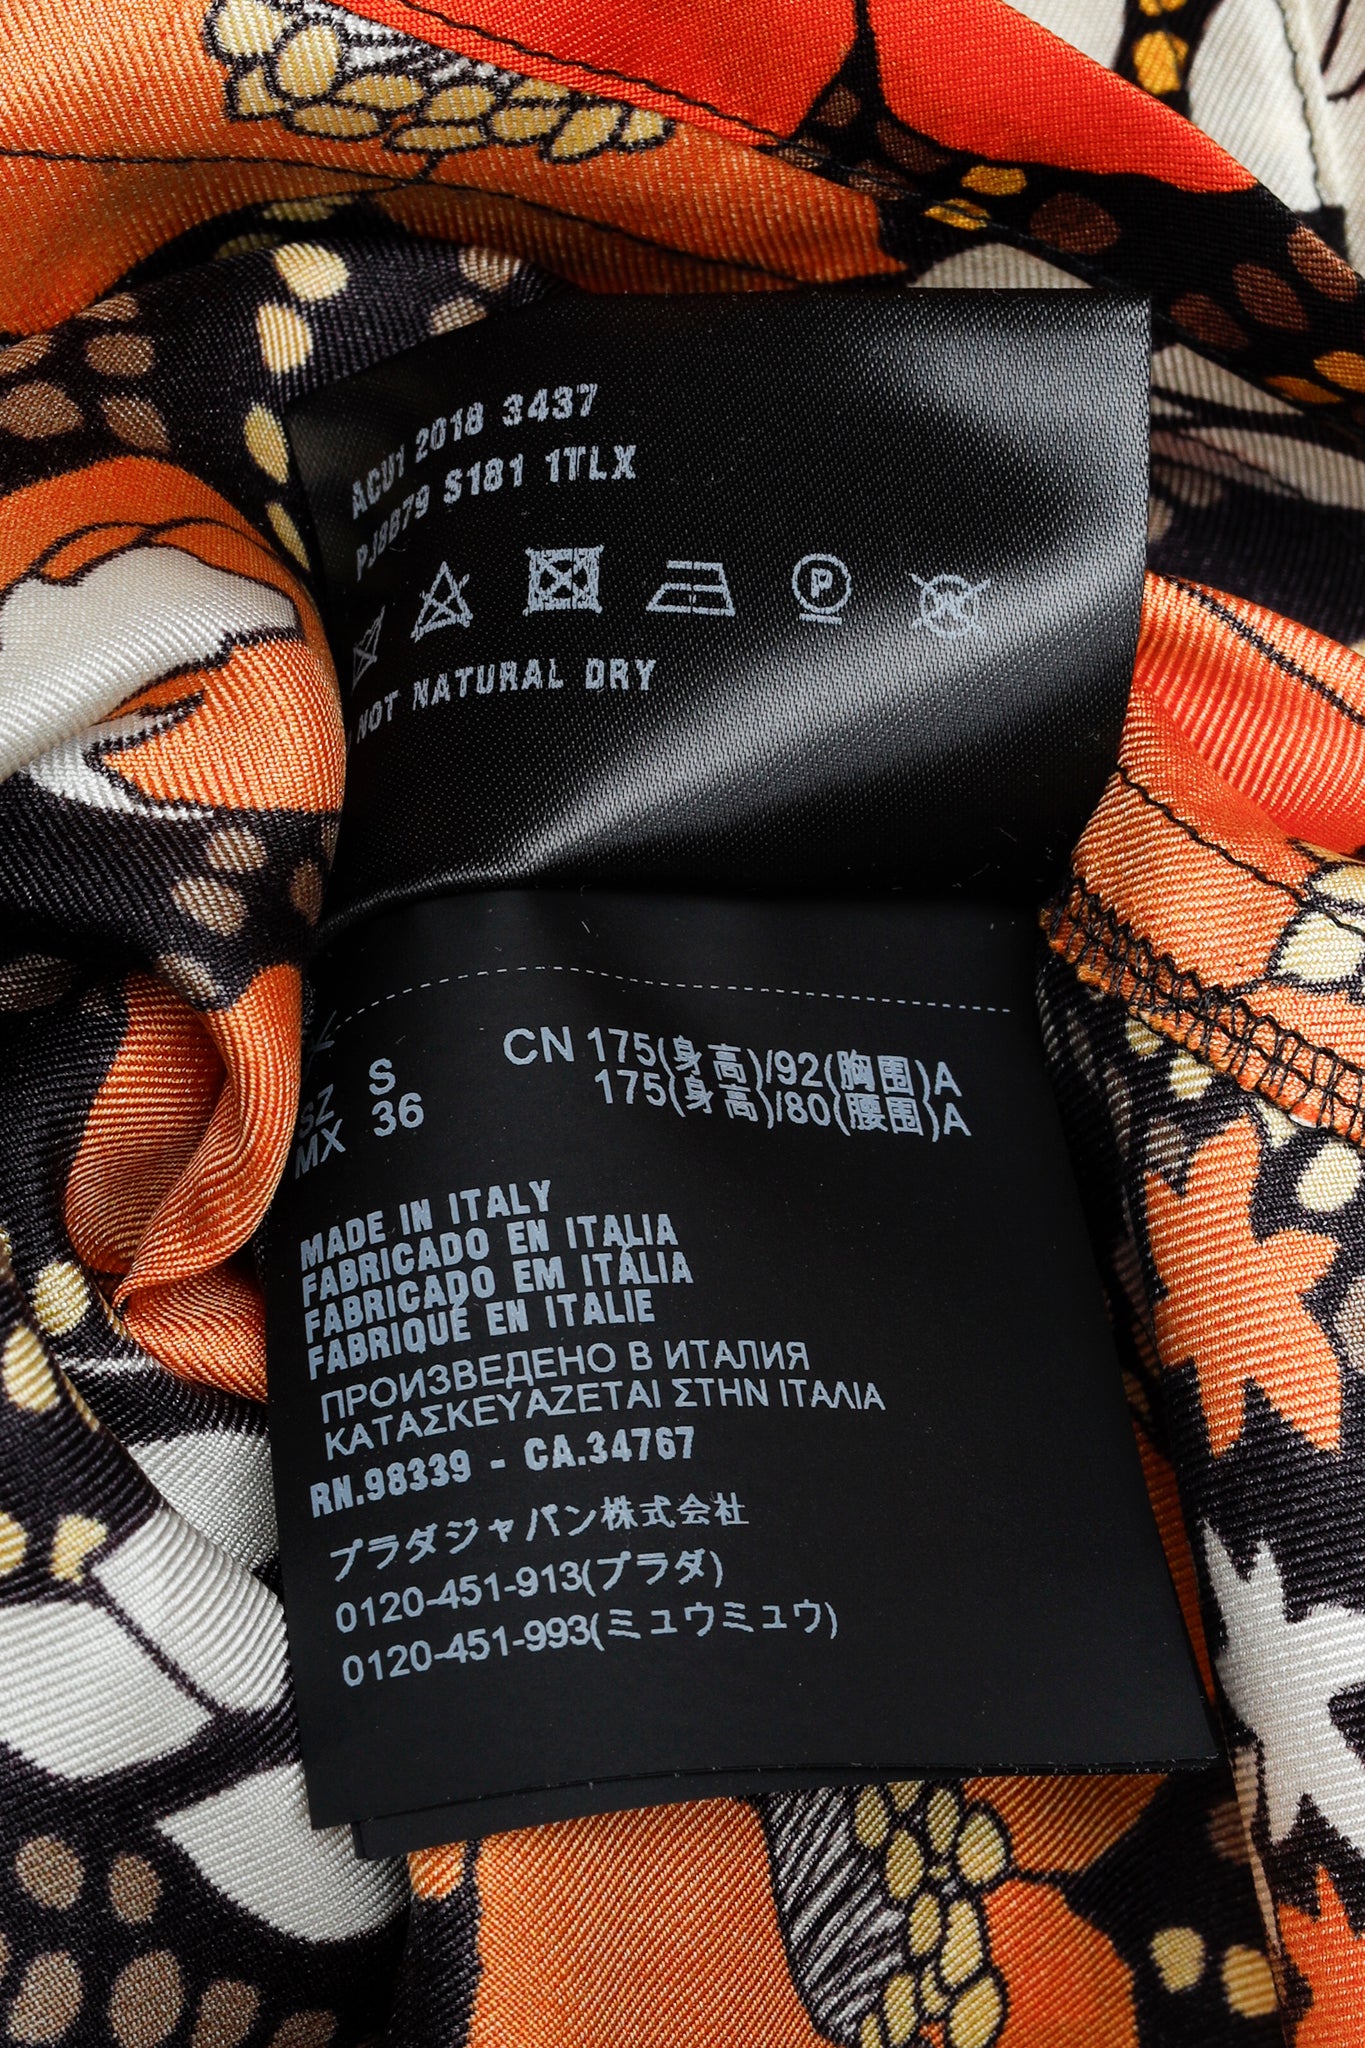 ACU1 2018 3437
PJ8879 S181 1TLX
P
NOT NATURAL DRY
SZ S
MX 36
CN 175(身高)/92(胸围)A
175(身高)/80(腰围)A
MADE IN ITALY
FABRICADO EN ITALIA
FABRICADO EM ITÁLIA
FABRIQUÉ EN ITALIE
ПРОИЗВЕДЕНО В ИТАЛИЯ
ΚΑΤΑΣΚΕΥΑΖΕΤΑΙ ΣΤΗΝ ΙΤΑΛΙΑ
RN.98339 - CA.34767
プラダジャパン株式会社
0120-451-913(プラダ)
0120-451-993(ミュウミュウ)